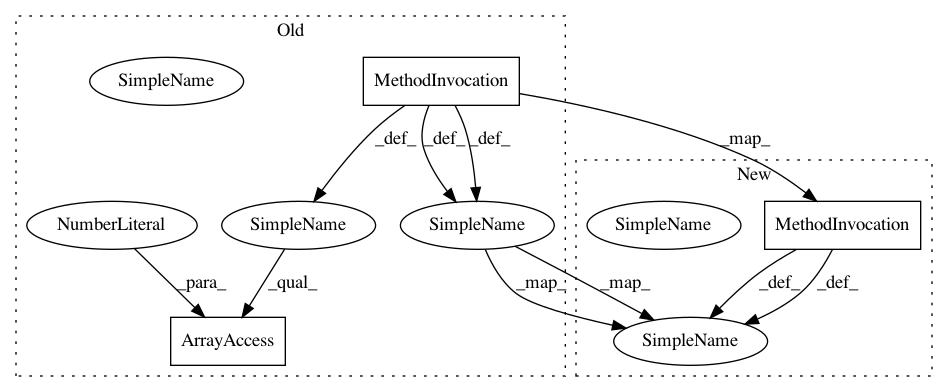 Old
SimpleName
MethodInvocation
_def_
_def_
_def_
_map_
New
NumberLiteral
SimpleName
SimpleName
SimpleName
MethodInvocation
_para_
_qual_
_map_
_map_
_def_
_def_
ArrayAccess
SimpleName